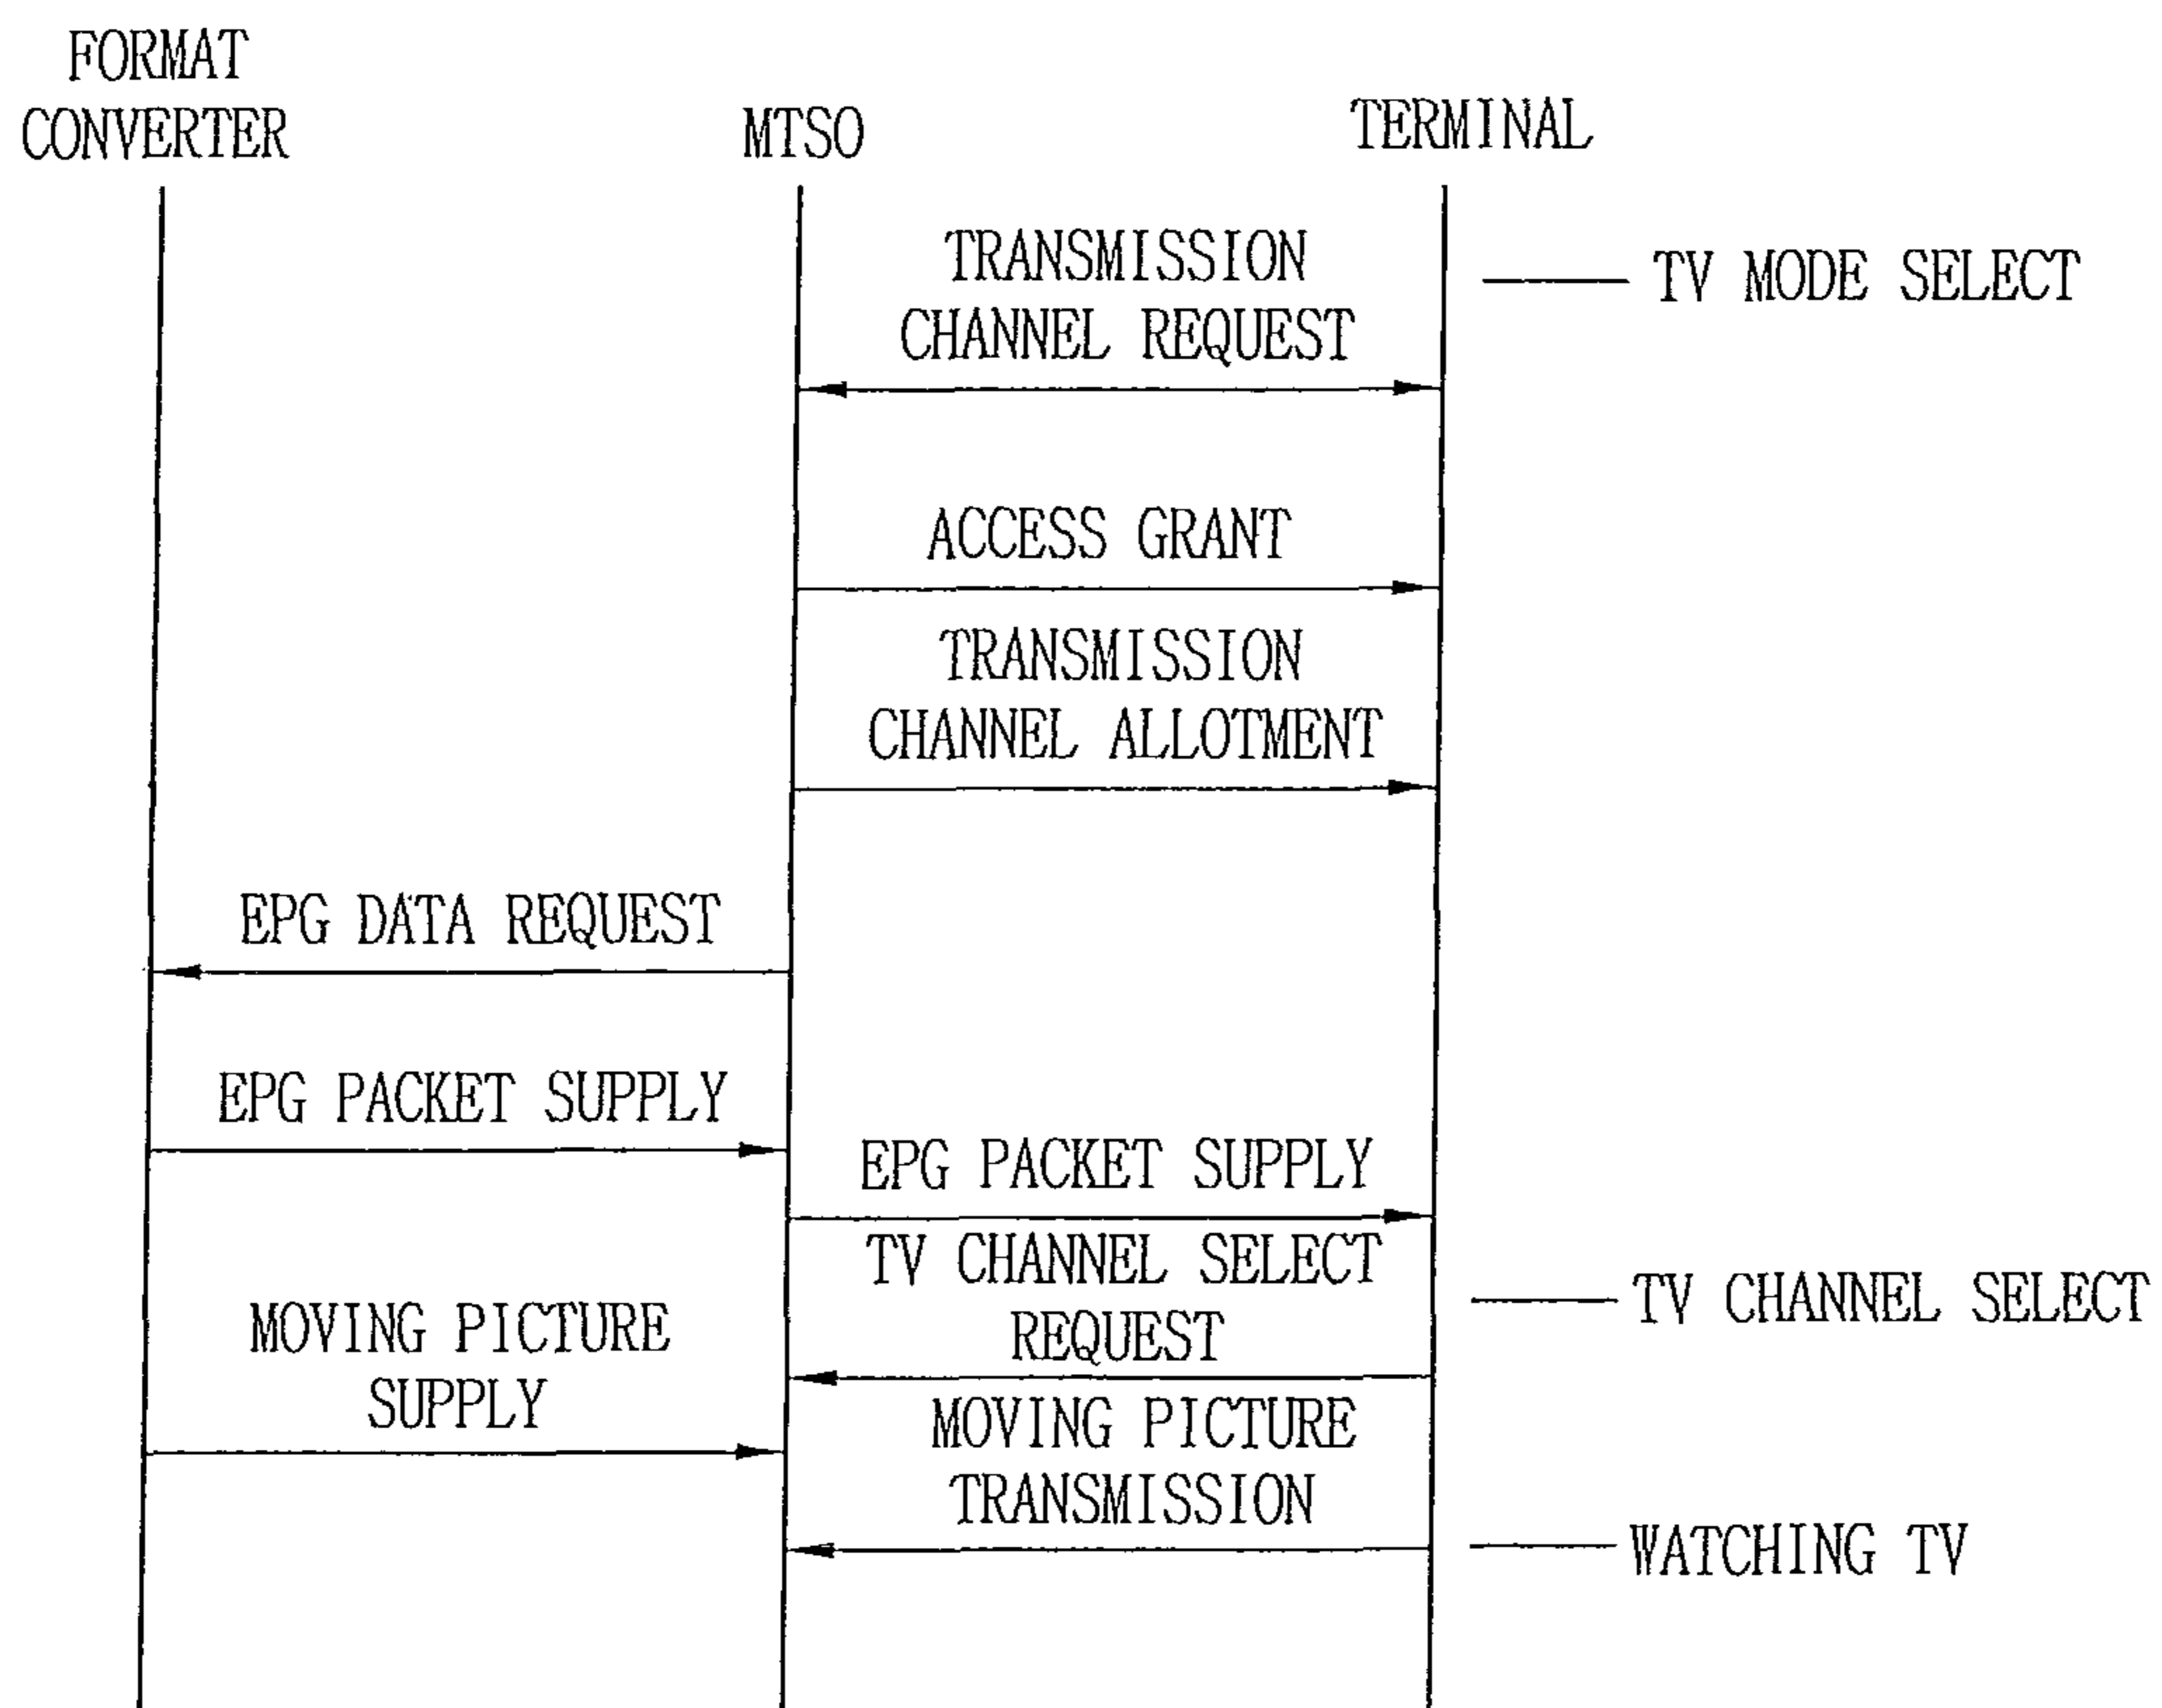 FORMAT
CONVERTER
MTSO
TERMINAL
TRANSMISSION
CHANNEL REQUEST
TV MODE SELECT
ACCESS GRANT
TRANSMISSION
CHANNEL ALLOTMENT
EPG DATA REQUEST
EPG PACKET SUPPLY
EPG PACKET SUPPLY
TV CHANNEL SELECT
REQUEST
TV CHANNEL SELECT
MOVING PICTURE
SUPPLY
MOVING PICTURE
TRANSMISSION
WATCHING TV